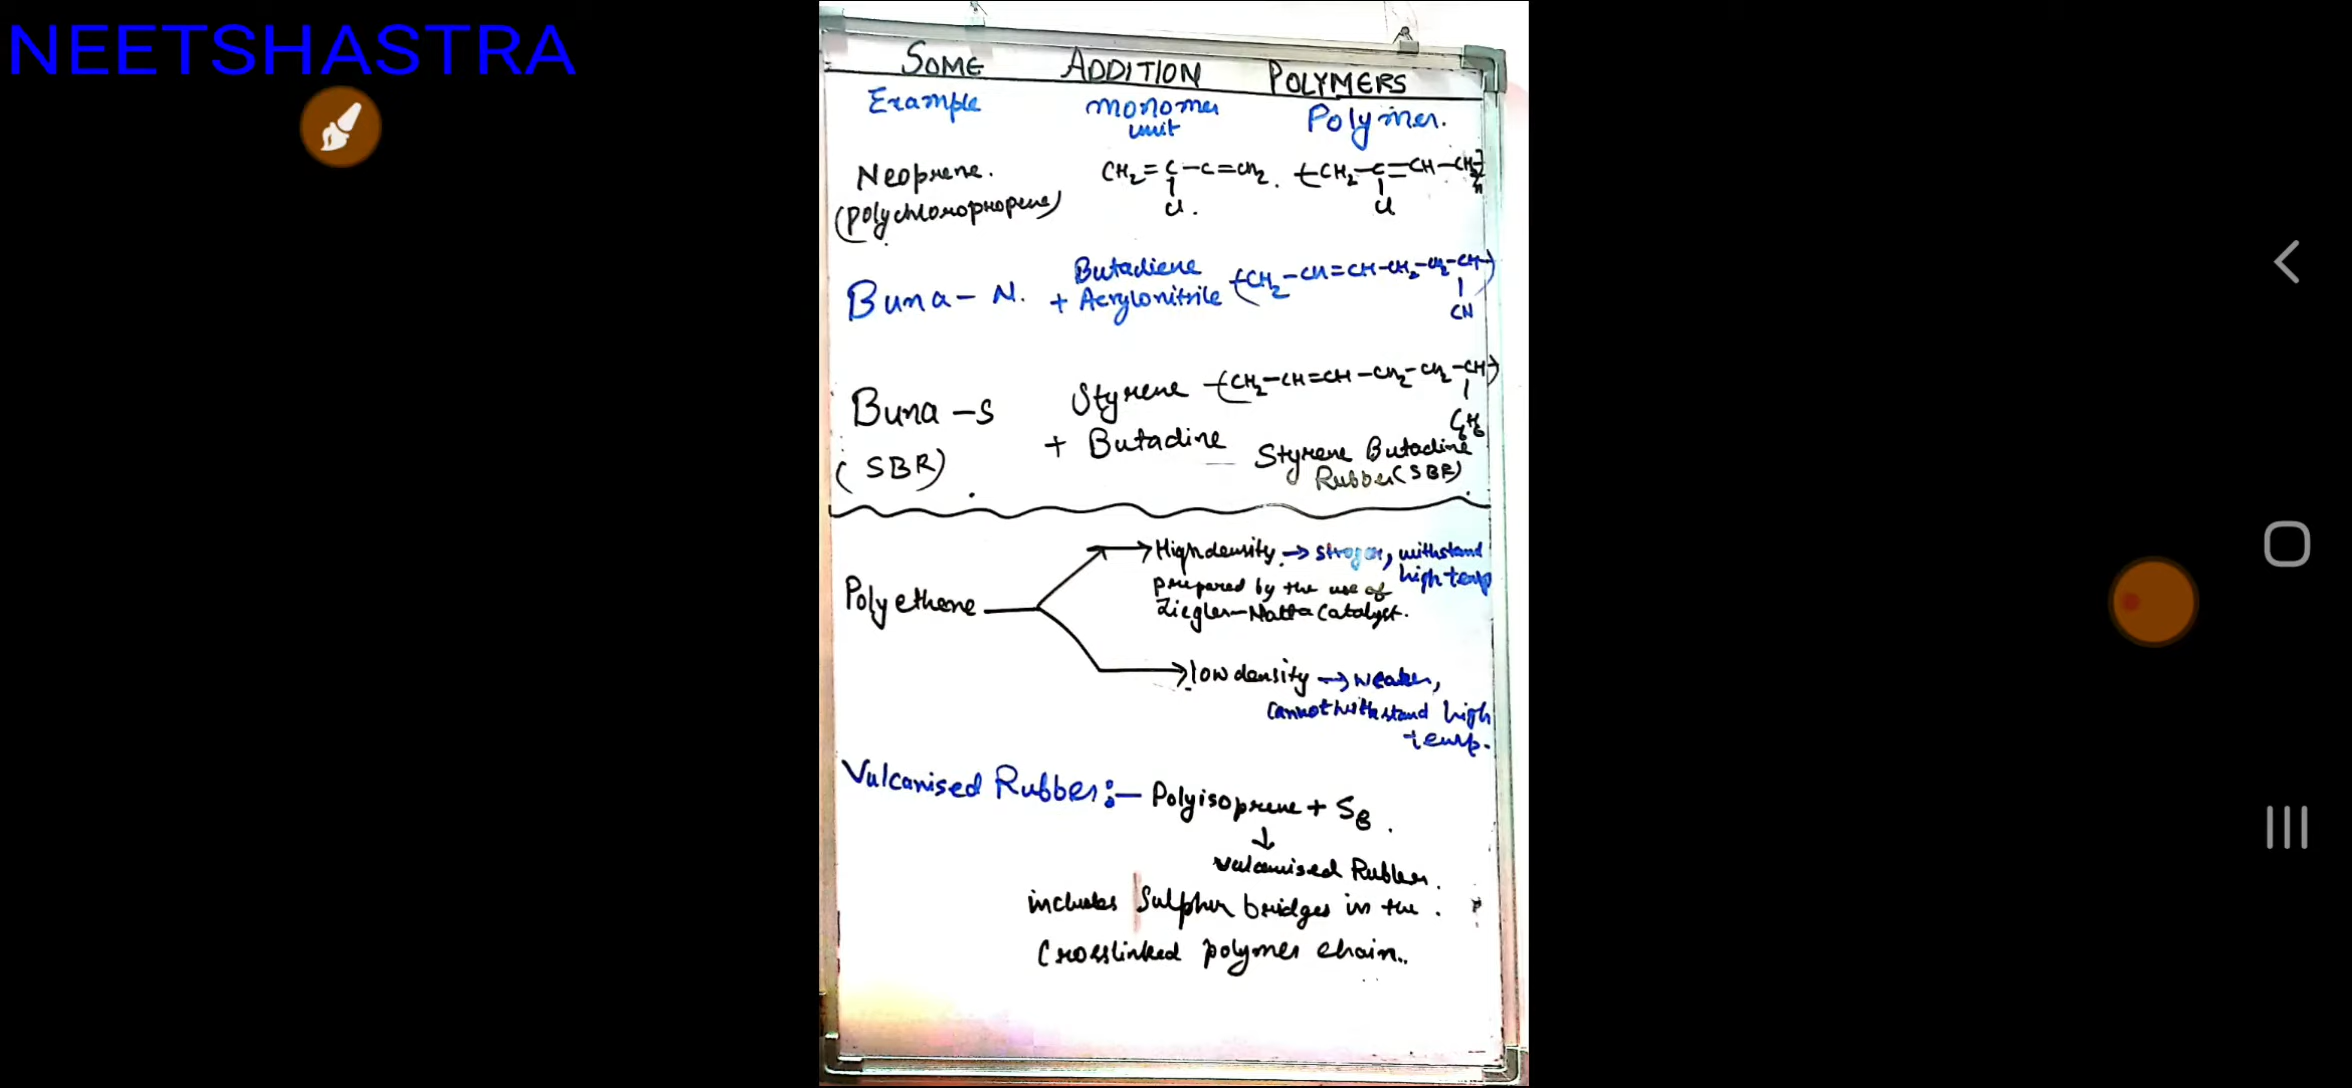 NEETSHASTRA
SOME ADDITION POLYMERS
Example monomer unit Polymer.
Neoprene. (polychloropropene) CH2=C-C=CH2. (CH2-C=CH-CH2]n
Cl. Cl
Buna-N. Butadiene + Acrylonitrile (CH2-CH=CH-CH2-CH2-CH)
CN
Buna-S (SBR) Styrene + Butadine (CH2-CH=CH-CH2-CH2-CH)
C6H6
Styrene Butadine
Rubber (SBR)
Polyethene
High density → stroger, withstand
high temp
prepared by the use of
Ziegler-Natta Catalyst.
low density → weaker,
cannot withstand high
temp.
Vulcanised Rubber:- Polyisoprene + S8.
↓
Vulcanised Rubber.
includes Sulphur bridges in the.
Crosslinked polymer chain..